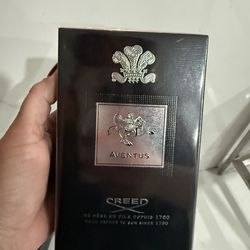 AVENTUS
CREED
DE PÈRE EN FILS DEPUIS 1760
FROM FATHER TO SON SINCE 1760